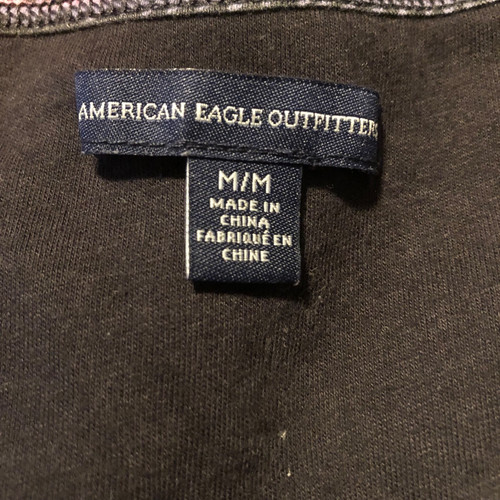 AMERICAN EAGLE OUTFITTERS
M/M
MADE IN
CHINA
FABRIQUÉ EN
CHINE